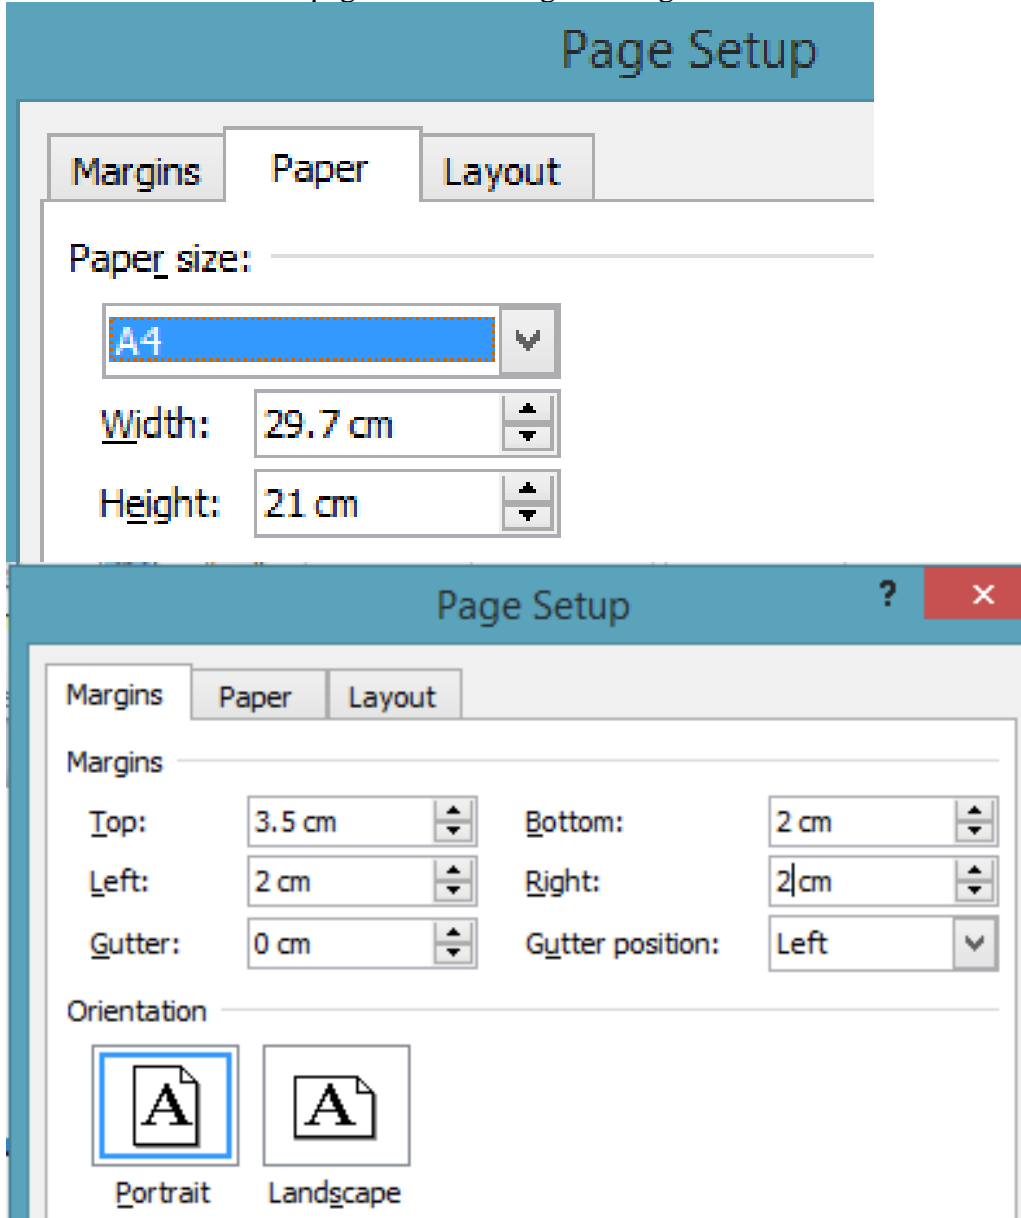 Page Setup
Margins Paper Layout
Paper size:
A4
Width: 29.7 cm
Height: 21 cm
Page Setup ? ×
Margins Paper Layout
Margins
Top: 3.5 cm Bottom: 2 cm
Left: 2 cm Right: 2 cm
Gutter: 0 cm Gutter position: Left
Orientation
A A
Portrait Landscape